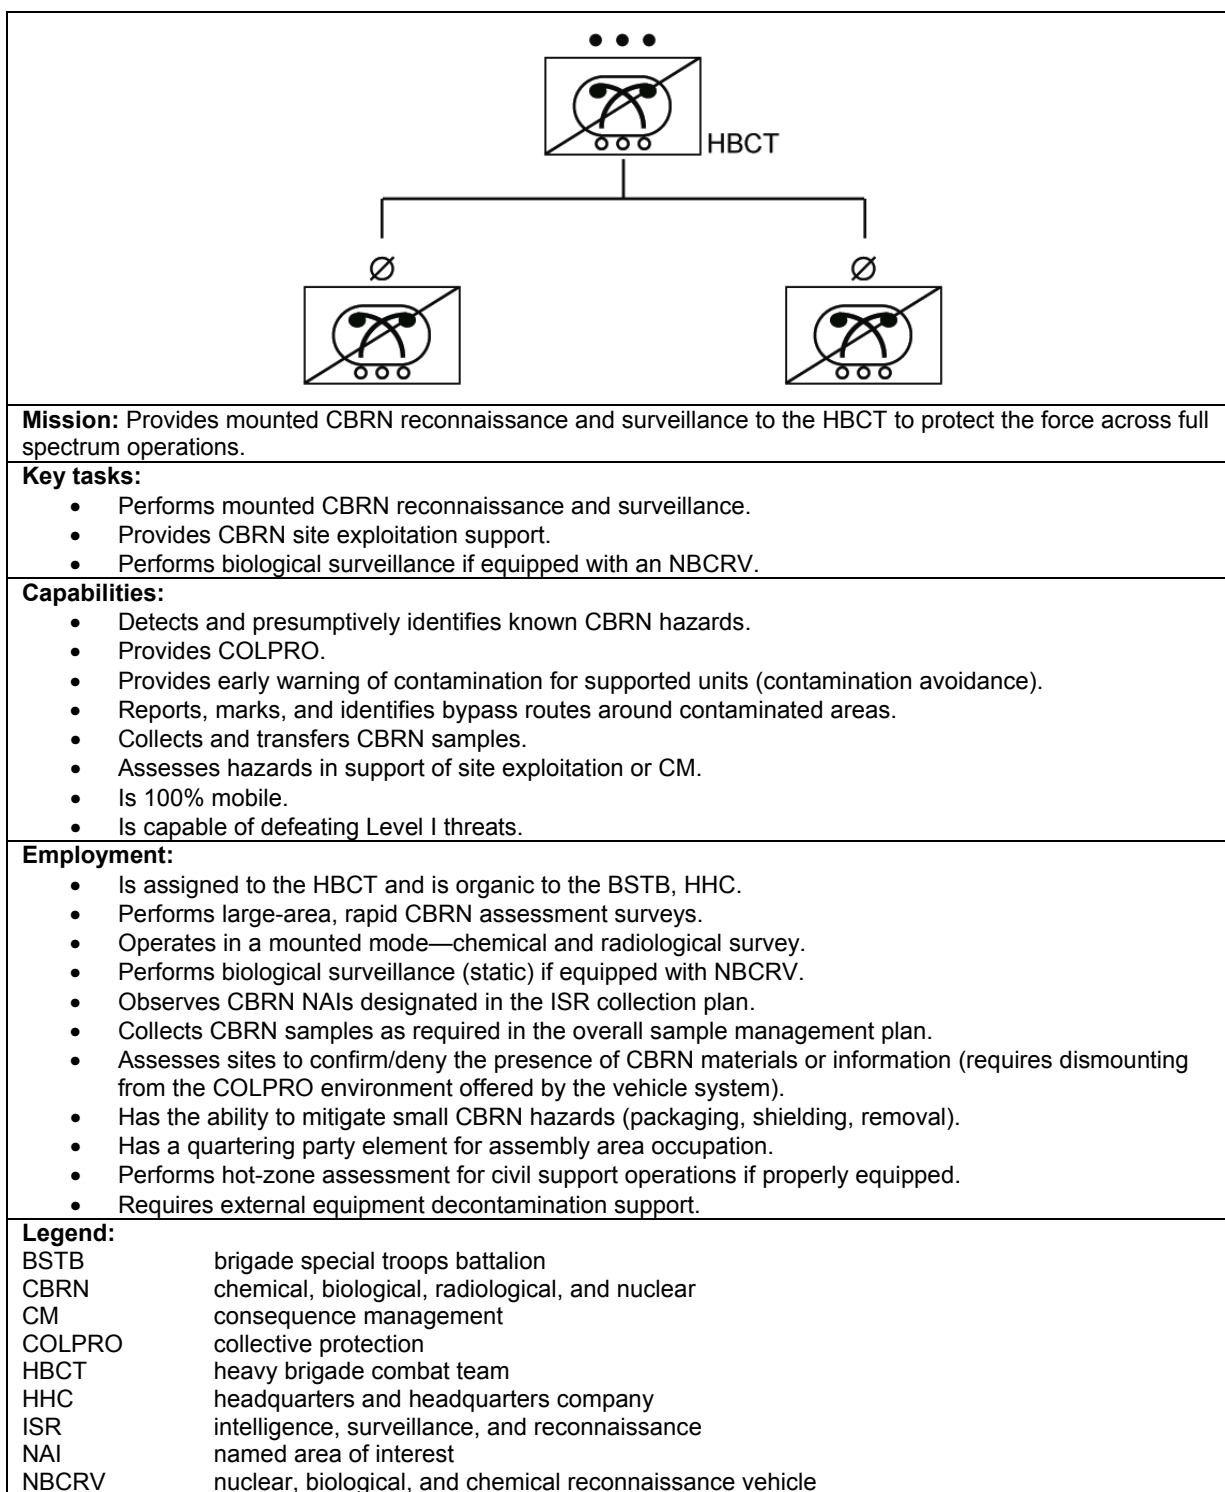 HBCT
Mission: Provides mounted CBRN reconnaissance and surveillance to the HBCT to protect the force across full
spectrum operations.
Key tasks:
• Performs mounted CBRN reconnaissance and surveillance.
• Provides CBRN site exploitation support.
• Performs biological surveillance if equipped with an NBCRV.
Capabilities:
• Detects and presumptively identifies known CBRN hazards.
• Provides COLPRO.
• Provides early warning of contamination for supported units (contamination avoidance).
• Reports, marks, and identifies bypass routes around contaminated areas.
• Collects and transfers CBRN samples.
• Assesses hazards in support of site exploitation or CM.
• Is 100% mobile.
• Is capable of defeating Level I threats.
Employment:
• Is assigned to the HBCT and is organic to the BSTB, HHC.
• Performs large-area, rapid CBRN assessment surveys.
• Operates in a mounted mode—chemical and radiological survey.
• Performs biological surveillance (static) if equipped with NBCRV.
• Observes CBRN NAIs designated in the ISR collection plan.
• Collects CBRN samples as required in the overall sample management plan.
• Assesses sites to confirm/deny the presence of CBRN materials or information (requires dismounting
from the COLPRO environment offered by the vehicle system).
• Has the ability to mitigate small CBRN hazards (packaging, shielding, removal).
• Has a quartering party element for assembly area occupation.
• Performs hot-zone assessment for civil support operations if properly equipped.
• Requires external equipment decontamination support.
Legend:
BSTB brigade special troops battalion
CBRN chemical, biological, radiological, and nuclear
CM consequence management
COLPRO collective protection
HBCT heavy brigade combat team
HHC headquarters and headquarters company
ISR intelligence, surveillance, and reconnaissance
NAI named area of interest
NBCRV nuclear, biological, and chemical reconnaissance vehicle